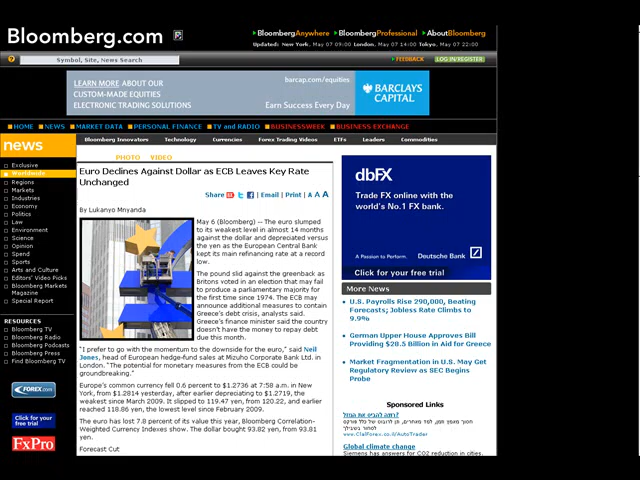 Bloomberg.com
BloombergAnywhere BloombergProfessional AboutBloomberg
Updated: New York, May 07 09:00 London, May 07 14:00 Tokyo, May 07 22:00
Symbol, Site, News Search
FEEDBACK LOG IN/REGISTER
LEARN MORE ABOUT
CUSTOM-MADE EQUITIES
ELECTRONIC TRADING SOLUTIONS
barcap.com/equities
Earn Success Every Day
BARCLAYS
CAPITAL
HOME NEWS MARKET DATA PERSONAL FINANCE TV and RADIO BUSINESSWEEK BUSINESS EXCHANGE
news
Bloomberg Innovators Technology Currencies Forex Trading Videos ETFs Leaders Commodities
Exclusive
Worldwide
Regions
Markets
Industries
Economy
Politics
Law
Environment
Science
Opinion
Spend
Sports
Arts and Culture
Editors' Video Picks
Bloomberg Markets
Magazine
Special Report
RESOURCES
Bloomberg TV
Bloomberg Radio
Bloomberg Podcasts
Bloomberg Press
Find Bloomberg TV
FOREX.com
Click for your
free trial
FxPro
PHOTO VIDEO
Euro Declines Against Dollar as ECB Leaves Key Rate
Unchanged
Share | Email | Print | A A A
By Lukanyo Mnyanda
May 6 (Bloomberg) -- The euro slumped
to its weakest level in almost 14 months
against the dollar and depreciated versus
the yen as the European Central Bank
kept its main refinancing rate at a record
low.
The pound slid against the greenback as
Britons voted in an election that may fail
to produce a parliamentary majority for
the first time since 1974. The ECB may
announce additional measures to contain
Greece's debt crisis, analysts said.
Greece's finance minister said the country
doesn't have the money to repay debt
due this month.
"I prefer to go with the momentum to the downside for the euro," said Neil
Jones, head of European hedge-fund sales at Mizuho Corporate Bank Ltd. in
London. "The potential for monetary measures from the ECB could be
groundbreaking."
Europe's common currency fell 0.6 percent to $1.2736 at 7:58 a.m. in New
York, from $1.2814 yesterday, after earlier depreciating to $1.2719, the
weakest since March 2009. It slipped to 119.47 yen, from 120.22, and earlier
reached 118.86 yen, the lowest level since February 2009.
The euro has lost 7.8 percent of its value this year, Bloomberg Correlation-
Weighted Currency Indexes show. The dollar bought 93.82 yen, from 93.81
yen.
Forecast Cut
dbFX
Trade FX online with the
world's No.1 FX bank.
A Passion to Perform. Deutsche Bank
Click for your free trial
More News
U.S. Payrolls Rise 290,000, Beating
Forecasts; Jobless Rate Climbs to
9.9%
German Upper House Approves Bill
Providing $28.5 Billion in Aid for Greece
Market Fragmentation in U.S. May Get
Regulatory Review as SEC Begins
Probe
Sponsored Links
www.ClalForex.co.il/AutoTrader
Global climate change
Siemens has answers for CO2 reduction in cities.